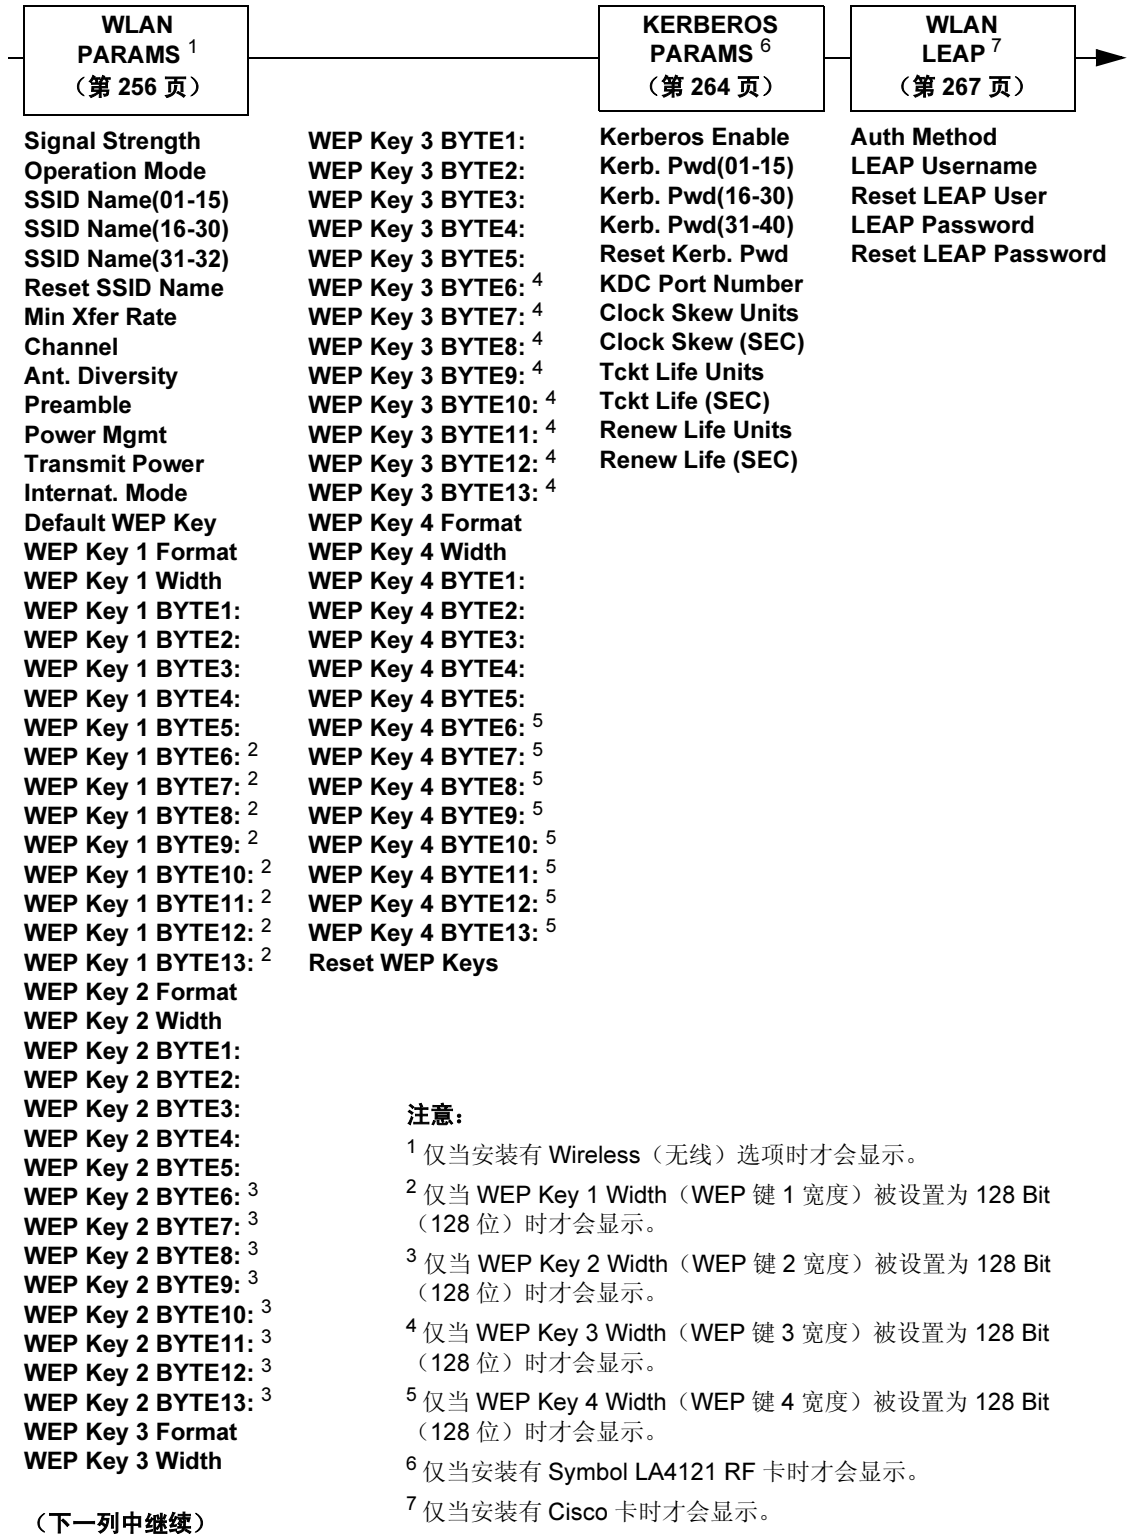 WLAN
PARAMS 1
（第 256 页）
Signal Strength
Operation Mode
SSID Name(01-15)
SSID Name(16-30)
SSID Name(31-32)
Reset SSID Name
Min Xfer Rate
Channel
Ant. Diversity
Preamble
Power Mgmt
Transmit Power
Internat. Mode
Default WEP Key
WEP Key 1 Format
WEP Key 1 Width
WEP Key 1 BYTE1:
WEP Key 1 BYTE2:
WEP Key 1 BYTE3:
WEP Key 1 BYTE4:
WEP Key 1 BYTE5:
WEP Key 1 BYTE6: 2
WEP Key 1 BYTE7: 2
WEP Key 1 BYTE8: 2
WEP Key 1 BYTE9: 2
WEP Key 1 BYTE10: 2
WEP Key 1 BYTE11: 2
WEP Key 1 BYTE12: 2
WEP Key 1 BYTE13: 2
WEP Key 2 Format
WEP Key 2 Width
WEP Key 2 BYTE1:
WEP Key 2 BYTE2:
WEP Key 2 BYTE3:
WEP Key 2 BYTE4:
WEP Key 2 BYTE5:
WEP Key 2 BYTE6: 3
WEP Key 2 BYTE7: 3
WEP Key 2 BYTE8: 3
WEP Key 2 BYTE9: 3
WEP Key 2 BYTE10: 3
WEP Key 2 BYTE11: 3
WEP Key 2 BYTE12: 3
WEP Key 2 BYTE13: 3
WEP Key 3 Format
WEP Key 3 Width
（下一列中继续）
WEP Key 3 BYTE1:
WEP Key 3 BYTE2:
WEP Key 3 BYTE3:
WEP Key 3 BYTE4:
WEP Key 3 BYTE5:
WEP Key 3 BYTE6: 4
WEP Key 3 BYTE7: 4
WEP Key 3 BYTE8: 4
WEP Key 3 BYTE9: 4
WEP Key 3 BYTE10: 4
WEP Key 3 BYTE11: 4
WEP Key 3 BYTE12: 4
WEP Key 3 BYTE13: 4
WEP Key 4 Format
WEP Key 4 Width
WEP Key 4 BYTE1:
WEP Key 4 BYTE2:
WEP Key 4 BYTE3:
WEP Key 4 BYTE4:
WEP Key 4 BYTE5:
WEP Key 4 BYTE6: 5
WEP Key 4 BYTE7: 5
WEP Key 4 BYTE8: 5
WEP Key 4 BYTE9: 5
WEP Key 4 BYTE10: 5
WEP Key 4 BYTE11: 5
WEP Key 4 BYTE12: 5
WEP Key 4 BYTE13: 5
Reset WEP Keys
KERBEROS
PARAMS 6
（第 264 页）
Kerberos Enable
Kerb. Pwd(01-15)
Kerb. Pwd(16-30)
Kerb. Pwd(31-40)
Reset Kerb. Pwd
KDC Port Number
Clock Skew Units
Clock Skew (SEC)
Tckt Life Units
Tckt Life (SEC)
Renew Life Units
Renew Life (SEC)
WLAN
LEAP 7
（第 267 页）
Auth Method
LEAP Username
Reset LEAP User
LEAP Password
Reset LEAP Password
注意：
1 仅当安装有 Wireless（无线）选项时才会显示。
2 仅当 WEP Key 1 Width（WEP 键 1 宽度）被设置为 128 Bit
（128 位）时才会显示。
3 仅当 WEP Key 2 Width（WEP 键 2 宽度）被设置为 128 Bit
（128 位）时才会显示。
4 仅当 WEP Key 3 Width（WEP 键 3 宽度）被设置为 128 Bit
（128 位）时才会显示。
5 仅当 WEP Key 4 Width（WEP 键 4 宽度）被设置为 128 Bit
（128 位）时才会显示。
6 仅当安装有 Symbol LA4121 RF 卡时才会显示。
7 仅当安装有 Cisco 卡时才会显示。